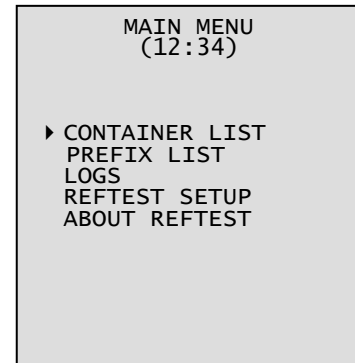 MAIN MENU
(12:34)
CONTAINER LIST
PREFIX LIST
LOGS
REFTEST SETUP
ABOUT REFTEST